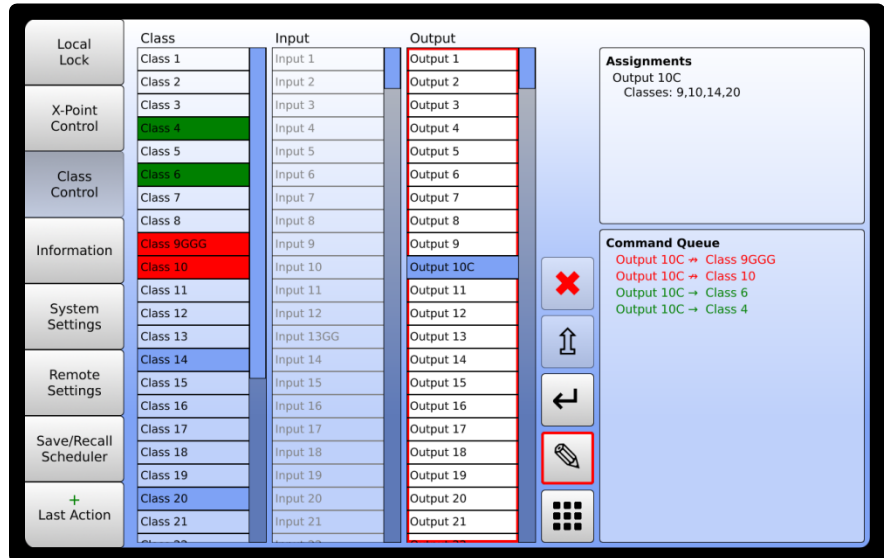 Local
Lock
X-Point
Control
Class
Control
Information
System
Settings
Remote
Settings
Save/Recall
Scheduler
+
Last Action
Class
Class 1
Class 2
Class 3
Class 4
Class 5
Class 6
Class 7
Class 8
Class 9GGG
Class 10
Class 11
Class 12
Class 13
Class 14
Class 15
Class 16
Class 17
Class 18
Class 19
Class 20
Class 21
Input
Input 1
Input 2
Input 3
Input 4
Input 5
Input 6
Input 7
Input 8
Input 9
Input 10
Input 11
Input 12
Input 13GG
Input 14
Input 15
Input 16
Input 17
Input 18
Input 19
Input 20
Input 21
Output
Output 1
Output 2
Output 3
Output 4
Output 5
Output 6
Output 7
Output 8
Output 9
Output 10C
Output 11
Output 12
Output 13
Output 14
Output 15
Output 16
Output 17
Output 18
Output 19
Output 20
Output 21
Assignments
Output 10C
Classes: 9,10,14,20
Command Queue
Output 10C ↛ Class 9GGG
Output 10C ↛ Class 10
Output 10C → Class 6
Output 10C → Class 4